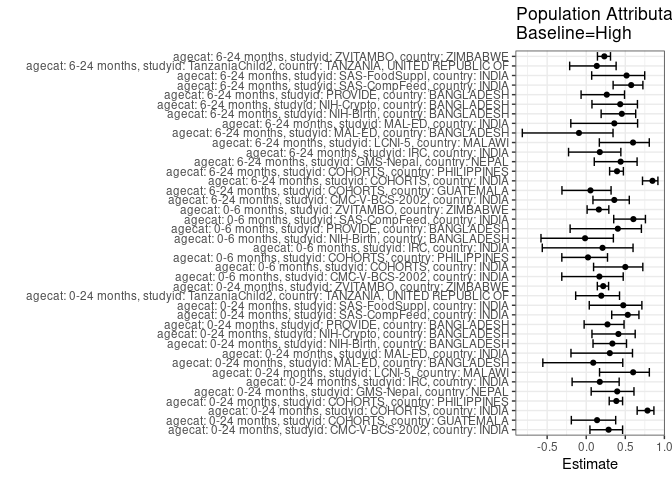 Population Attributa
Baseline=High
agecat: 6-24 months, studyid: ZVITAMBO, country: ZIMBABWE
agecat: 6-24 months, studyid: TanzaniaChild2, country: TANZANIA, UNITED REPUBLIC OF
agecat: 6-24 months, studyid: SAS-FoodSuppl, country: INDIA
agecat: 6-24 months, studyid: SAS-CompFeed, country: INDIA
agecat: 6-24 months, studyid: PROVIDE, country: BANGLADESH
agecat: 6-24 months, studyid: NIH-Crypto, country: BANGLADESH
agecat: 6-24 months, studyid: NIH-Birth, country: BANGLADESH
agecat: 6-24 months, studyid: MAL-ED, country: INDIA
agecat: 6-24 months, studyid: MAL-ED, country: BANGLADESH
agecat: 6-24 months, studyid: LCNI-5, country: MALAWI
agecat: 6-24 months, studyid: IRC, country: INDIA
agecat: 6-24 months, studyid: GMS-Nepal, country: NEPAL
agecat: 6-24 months, studyid: COHORTS, country: PHILIPPINES
agecat: 6-24 months, studyid: COHORTS, country: INDIA
agecat: 6-24 months, studyid: COHORTS, country: GUATEMALA
agecat: 6-24 months, studyid: CMC-V-BCS-2002, country: INDIA
agecat: 0-6 months, studyid: ZVITAMBO, country: ZIMBABWE
agecat: 0-6 months, studyid: SAS-CompFeed, country: INDIA
agecat: 0-6 months, studyid: PROVIDE, country: BANGLADESH
agecat: 0-6 months, studyid: NIH-Birth, country: BANGLADESH
agecat: 0-6 months, studyid: IRC, country: INDIA
agecat: 0-6 months, studyid: COHORTS, country: PHILIPPINES
agecat: 0-6 months, studyid: COHORTS, country: INDIA
agecat: 0-6 months, studyid: CMC-V-BCS-2002, country: INDIA
agecat: 0-24 months, studyid: ZVITAMBO, country: ZIMBABWE
agecat: 0-24 months, studyid: TanzaniaChild2, country: TANZANIA, UNITED REPUBLIC OF
agecat: 0-24 months, studyid: SAS-FoodSuppl, country: INDIA
agecat: 0-24 months, studyid: SAS-CompFeed, country: INDIA
agecat: 0-24 months, studyid: PROVIDE, country: BANGLADESH
agecat: 0-24 months, studyid: NIH-Crypto, country: BANGLADESH
agecat: 0-24 months, studyid: NIH-Birth, country: BANGLADESH
agecat: 0-24 months, studyid: MAL-ED, country: INDIA
agecat: 0-24 months, studyid: MAL-ED, country: BANGLADESH
agecat: 0-24 months, studyid: LCNI-5, country: MALAWI
agecat: 0-24 months, studyid: IRC, country: INDIA
agecat: 0-24 months, studyid: GMS-Nepal, country: NEPAL
agecat: 0-24 months, studyid: COHORTS, country: PHILIPPINES
agecat: 0-24 months, studyid: COHORTS, country: INDIA
agecat: 0-24 months, studyid: COHORTS, country: GUATEMALA
agecat: 0-24 months, studyid: CMC-V-BCS-2002, country: INDIA
-0.5 0.0 0.5 1.0
Estimate